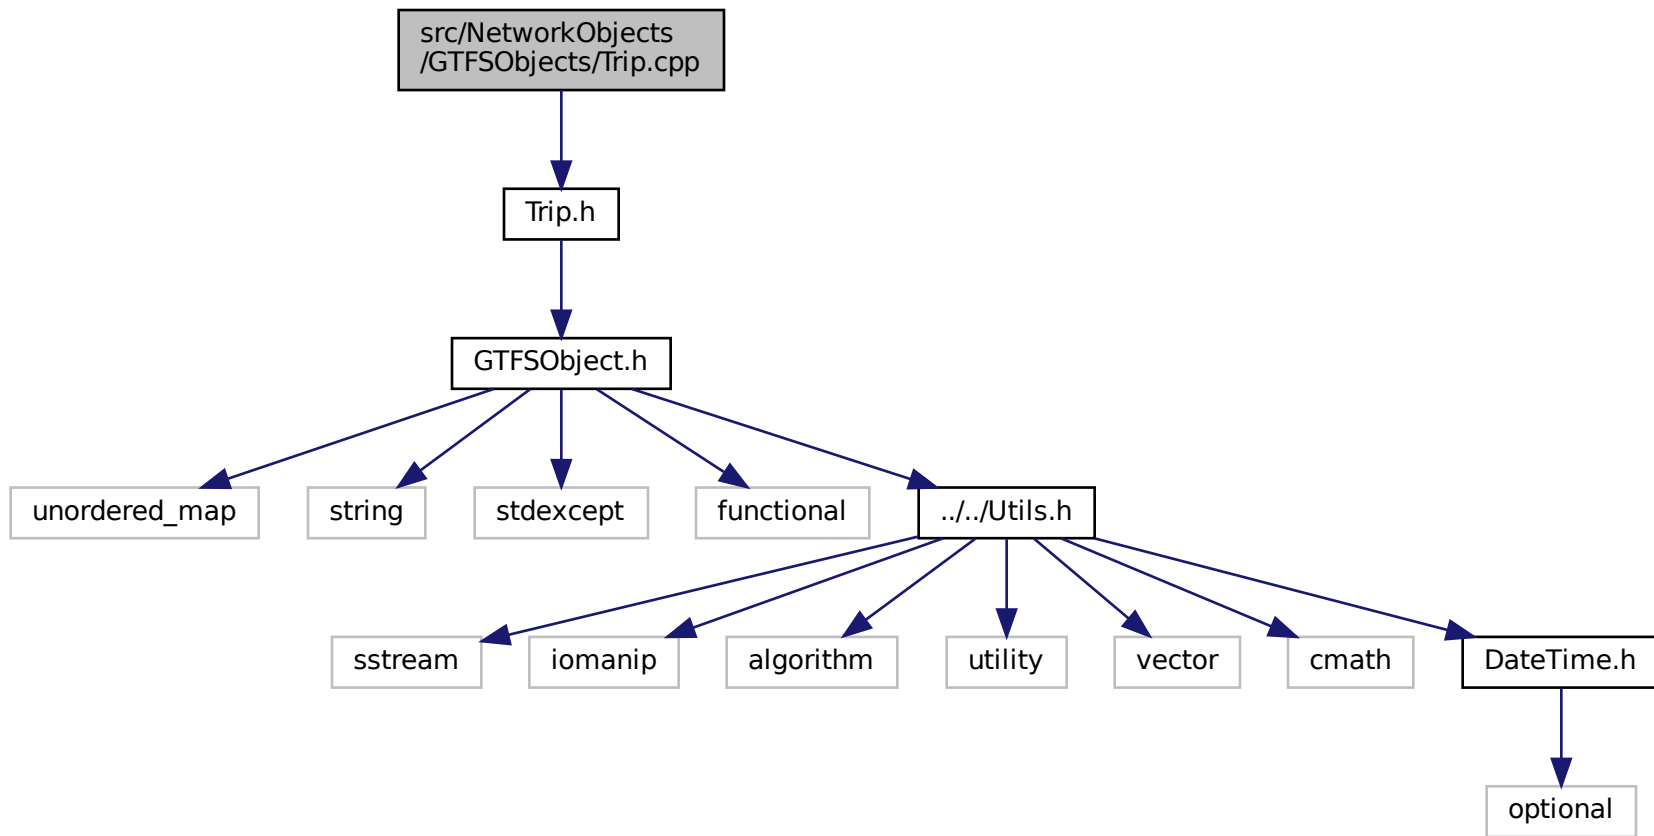 src/NetworkObjects
/GTFSObjects/Trip.cpp
Trip.h
GTFSObject.h
unordered_map
string
stdexcept
functional
../../Utils.h
sstream
iomanip
algorithm
utility
vector
cmath
DateTime.h
optional